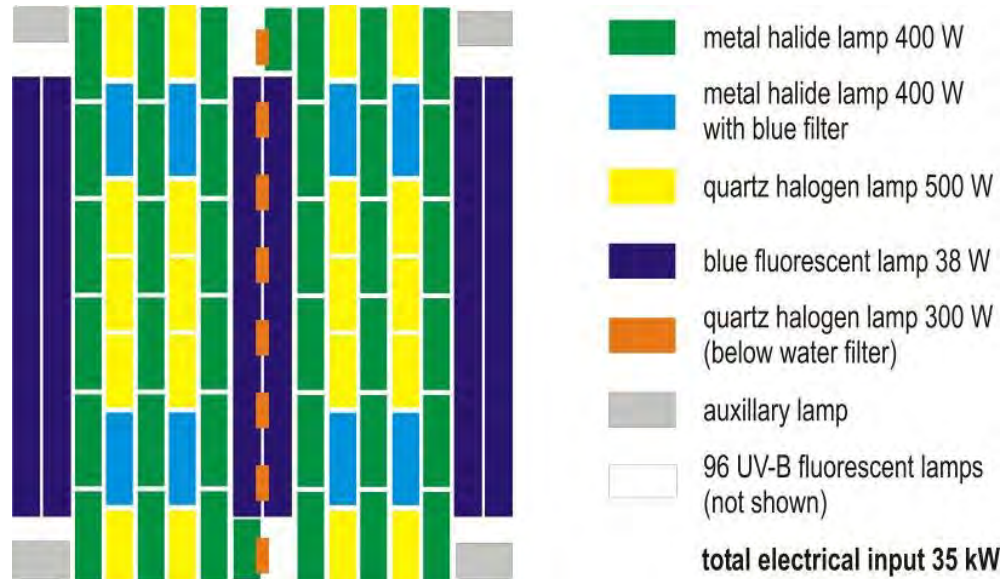 metal halide lamp 400 W
metal halide lamp 400 W
with blue filter
quartz halogen lamp 500 W
blue fluorescent lamp 38 W
quartz halogen lamp 300 W
(below water filter)
auxillary lamp
96 UV-B fluorescent lamps
(not shown)
total electrical input 35 kW